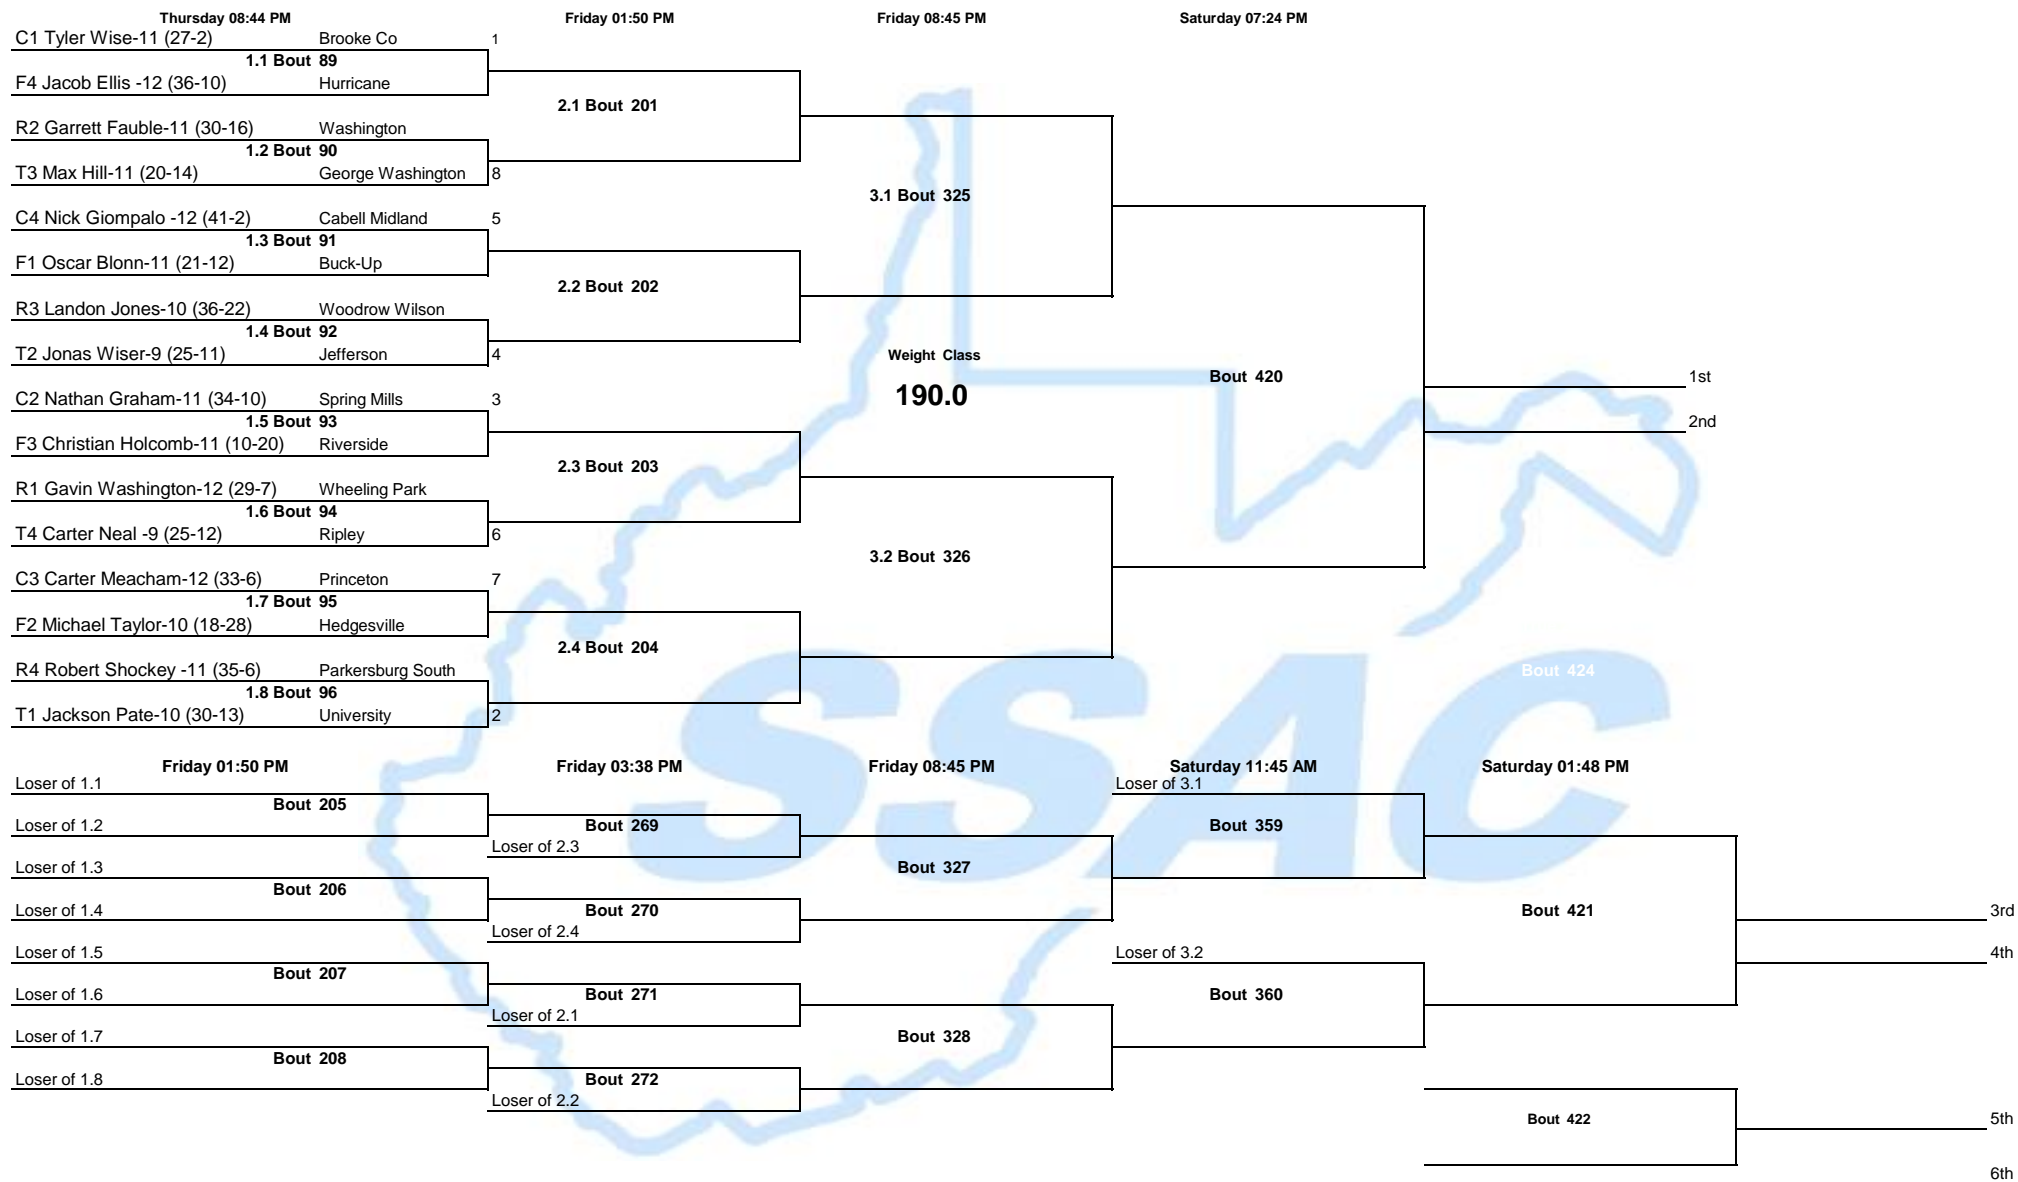 Thursday 08:44 PM Friday 01:50 PM Friday 08:45 PM Saturday 07:24 PM
C1 Tyler Wise-11 (27-2) Brooke Co 1
1.1 Bout 89
F4 Jacob Ellis -12 (36-10) Hurricane
2.1 Bout 201
R2 Garrett Fauble-11 (30-16) Washington
1.2 Bout 90
T3 Max Hill-11 (20-14) George Washington 8
3.1 Bout 325
C4 Nick Giompalo -12 (41-2) Cabell Midland 5
1.3 Bout 91
F1 Oscar Blonn-11 (21-12) Buck-Up
2.2 Bout 202
R3 Landon Jones-10 (36-22) Woodrow Wilson
1.4 Bout 92
T2 Jonas Wiser-9 (25-11) Jefferson 4
Weight Class
Bout 420
1st
190.0
C2 Nathan Graham-11 (34-10) Spring Mills 3
2nd
1.5 Bout 93
F3 Christian Holcomb-11 (10-20) Riverside
2.3 Bout 203
R1 Gavin Washington-12 (29-7) Wheeling Park
1.6 Bout 94
T4 Carter Neal -9 (25-12) Ripley 6
3.2 Bout 326
C3 Carter Meacham-12 (33-6) Princeton 7
1.7 Bout 95
F2 Michael Taylor-10 (18-28) Hedgesville
2.4 Bout 204
R4 Robert Shockey -11 (35-6) Parkersburg South
Bout 424
1.8 Bout 96
T1 Jackson Pate-10 (30-13) University 2
SSAC
Friday 01:50 PM Friday 03:38 PM Friday 08:45 PM Saturday 11:45 AM Saturday 01:48 PM
Loser of 1.1 Loser of 3.1
Bout 205
Loser of 1.2 Bout 269 Bout 359
Loser of 2.3
Loser of 1.3 Bout 327
Bout 206
Loser of 1.4 Bout 270 Bout 421 3rd
Loser of 2.4
Loser of 1.5 Loser of 3.2 4th
Bout 207
Loser of 1.6 Bout 271 Bout 360
Loser of 2.1
Loser of 1.7 Bout 328
Bout 208
Loser of 1.8 Bout 272
Loser of 2.2
Bout 422 5th
6th